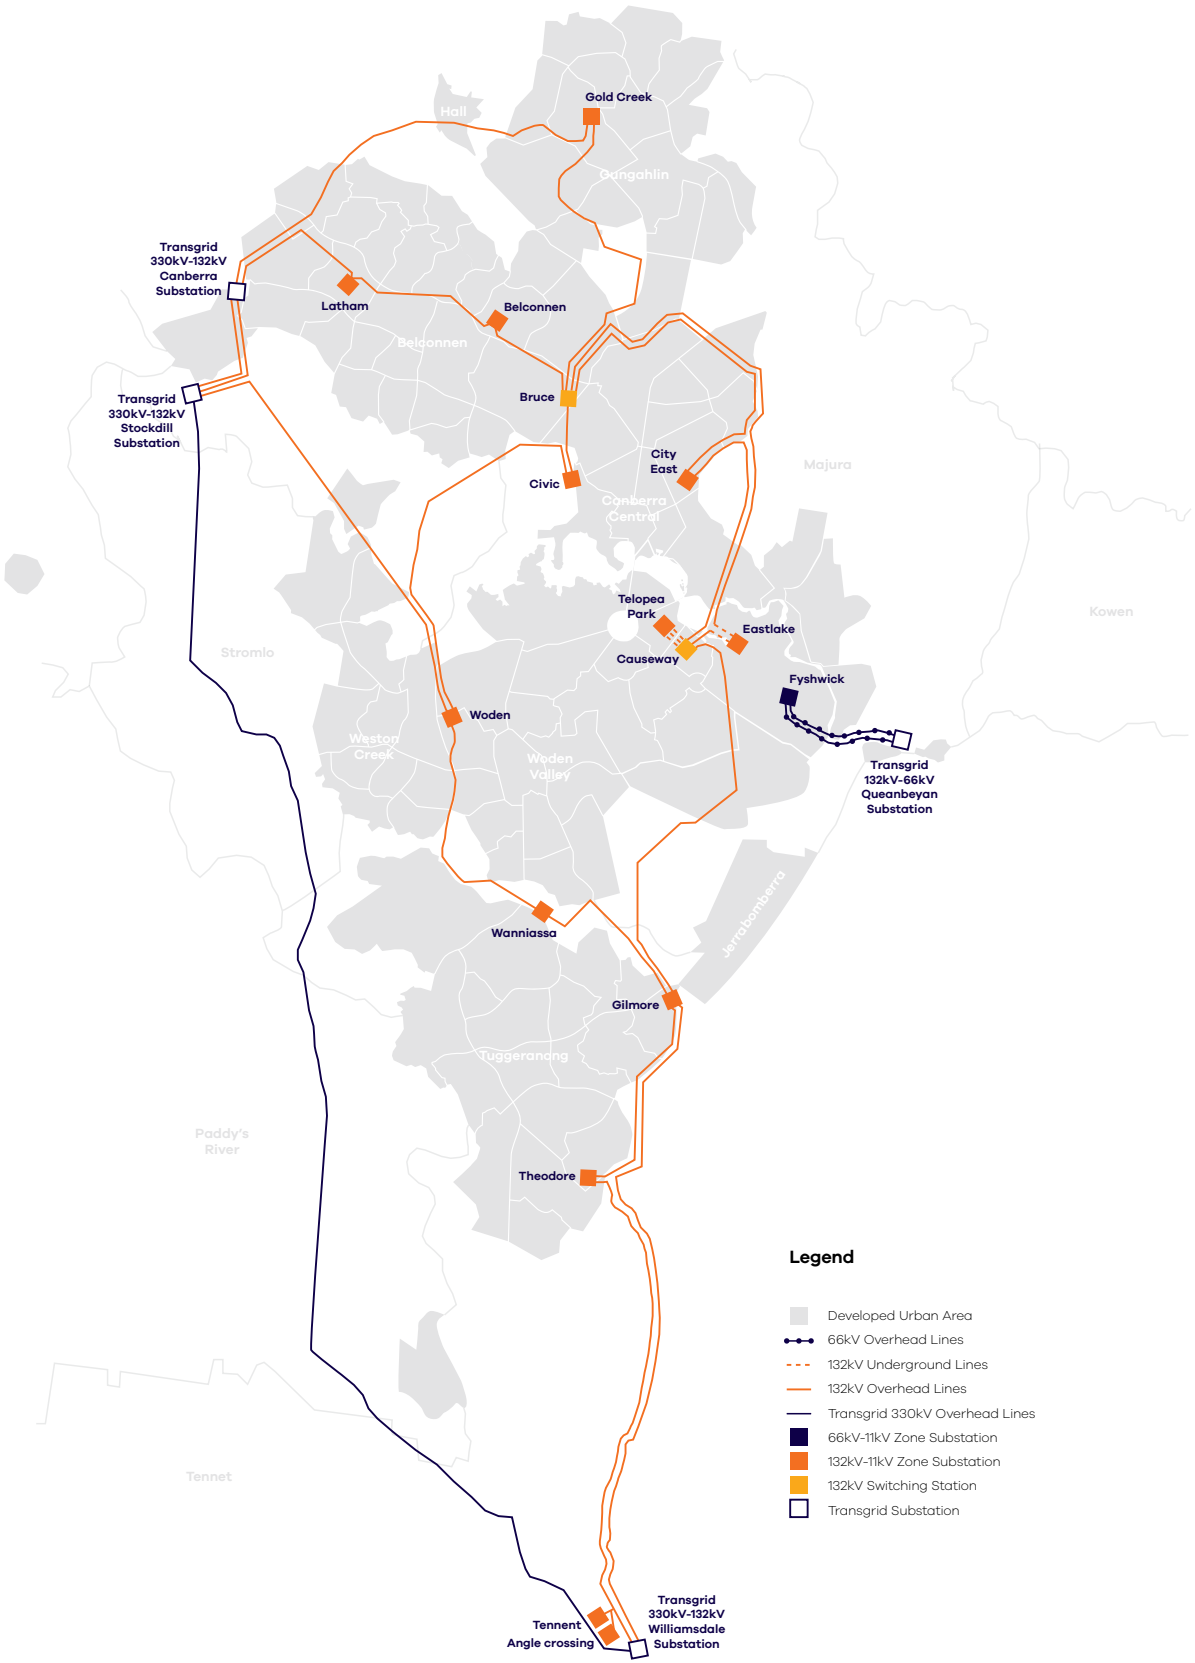 Gold Creek
Hall
Gungahlin
Transgrid
330kV-132kV
Canberra
Substation
Latham
Belconnen
Belconnen
Bruce
Transgrid
330kV-132kV
Stockdill
Substation
City
East
Majura
Civic
Canberra
Central
Telopea
Park
Eastlake
Kowen
Causeway
Stromlo
Fyshwick
Woden
Weston
Creek
Woden
Valley
Transgrid
132kV-66kV
Queanbeyan
Substation
Jerrabomberra
Wanniassa
Gilmore
Tuggeranong
Paddy's
River
Theodore
Legend
Developed Urban Area
66kV Overhead Lines
132kV Underground Lines
132kV Overhead Lines
Transgrid 330kV Overhead Lines
66kV-11kV Zone Substation
132kV-11kV Zone Substation
132kV Switching Station
Transgrid Substation
Tennet
Tennent
Angle crossing
Transgrid
330kV-132kV
Williamsdale
Substation